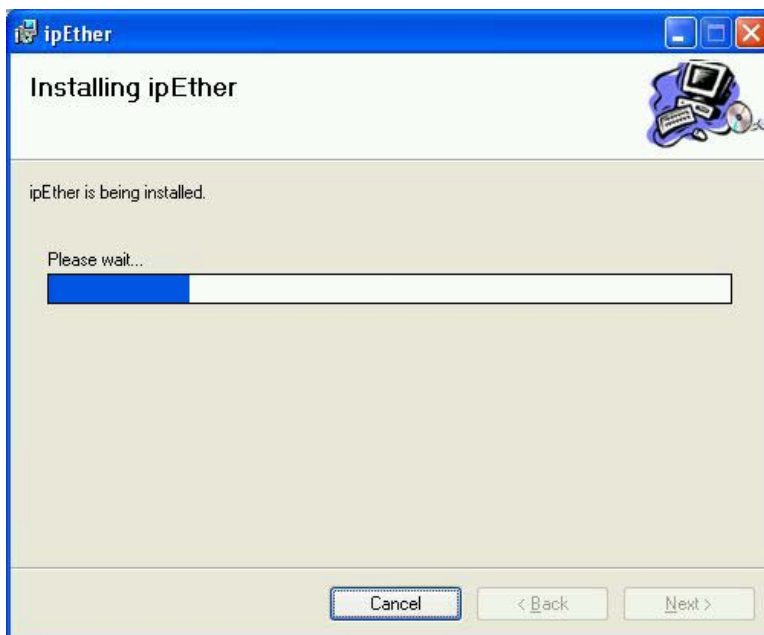 ipEther
Installing ipEther
ipEther is being installed.
Please wait...
Cancel
< Back
Next >